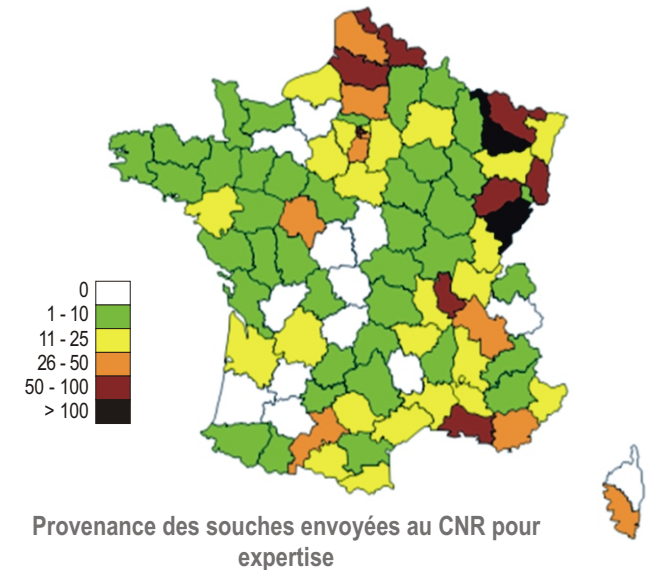 0
1 - 10
11 - 25
26 - 50
50 - 100
> 100
Provenance des souches envoyées au CNR pour
expertise